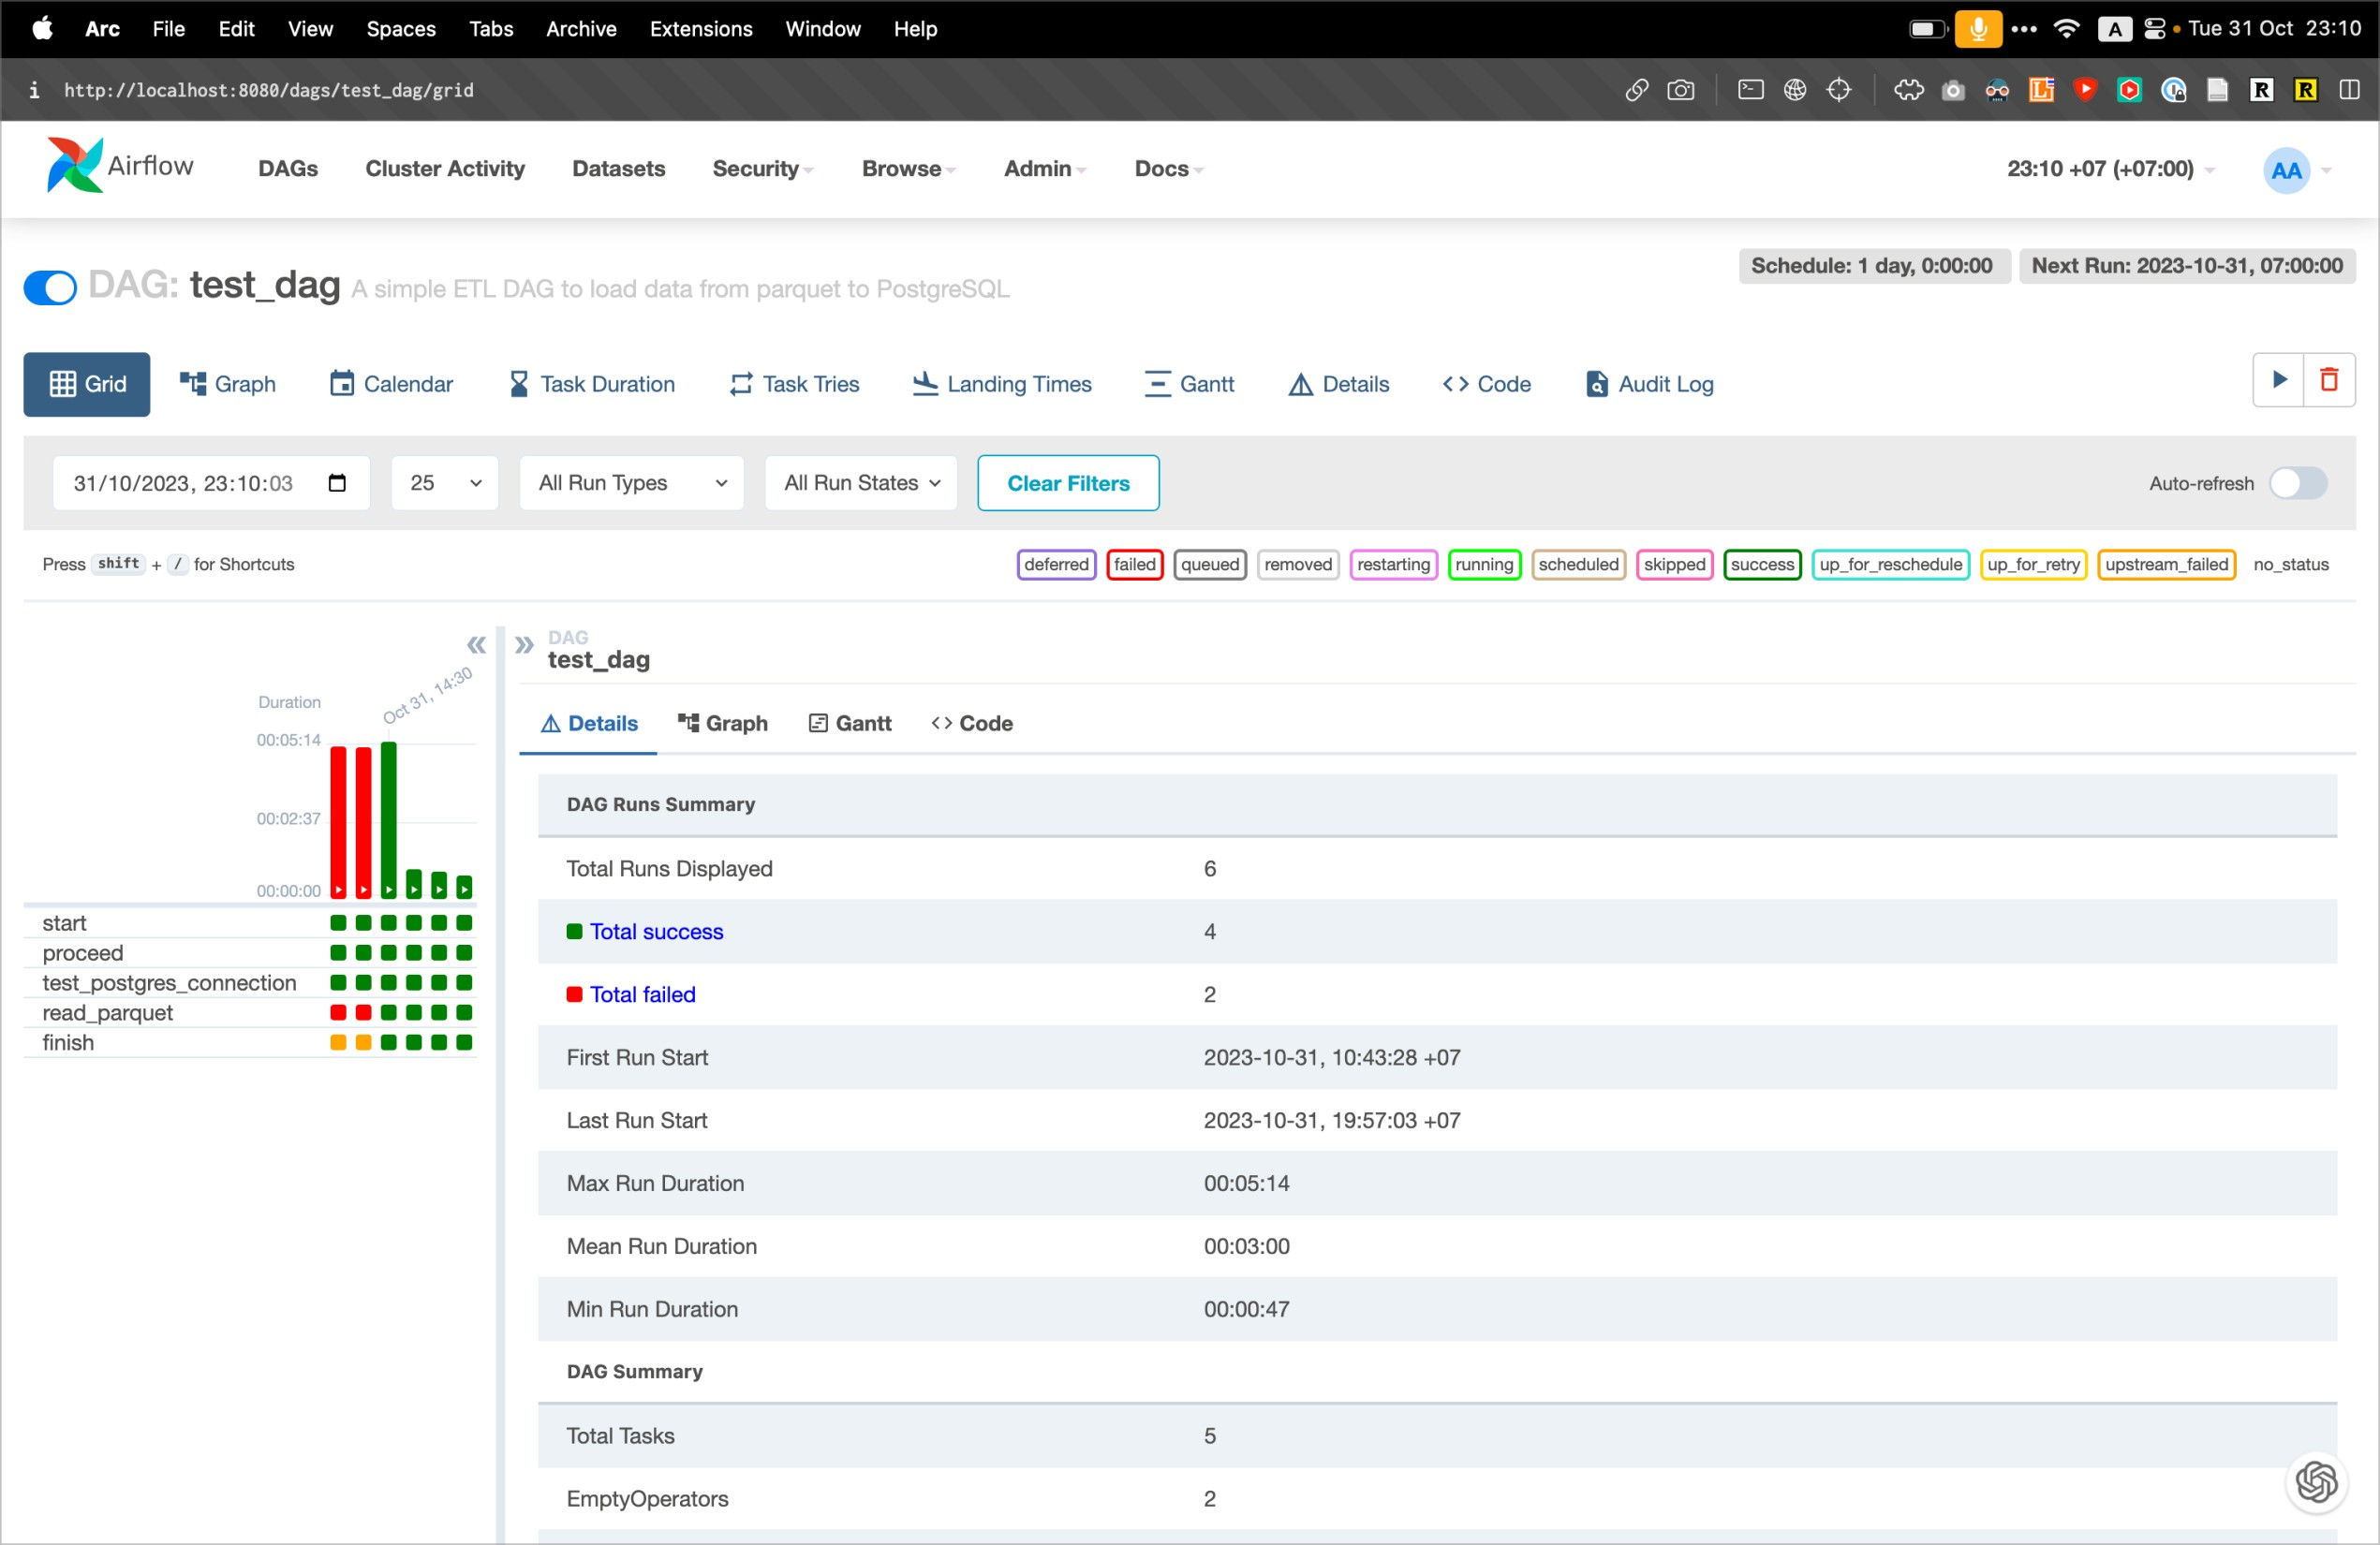 Arc File Edit View Spaces Tabs Archive Extensions Window Help A Tue 31 Oct 23:10
http://localhost:8080/dags/test_dag/grid
Airflow DAGs Cluster Activity Datasets Security Browse Admin Docs 23:10 +07 (+07:00) AA
Schedule: 1 day, 0:00:00 Next Run: 2023-10-31, 07:00:00
DAG: test_dag A simple ETL DAG to load data from parquet to PostgreSQL
Grid Graph Calendar Task Duration Task Tries Landing Times Gantt Details Code Audit Log
31/10/2023, 23:10:03 25 All Run Types All Run States Clear Filters Auto-refresh
Press shift + / for Shortcuts deferred failed queued removed restarting running scheduled skipped success up_for_reschedule up_for_retry upstream_failed no_status
DAG
test_dag
Oct 31, 14:30
Duration
00:05:14
00:02:37
00:00:00
start
proceed
test_postgres_connection
read_parquet
finish
Details Graph Gantt Code
DAG Runs Summary
Total Runs Displayed 6
Total success 4
Total failed 2
First Run Start 2023-10-31, 10:43:28 +07
Last Run Start 2023-10-31, 19:57:03 +07
Max Run Duration 00:05:14
Mean Run Duration 00:03:00
Min Run Duration 00:00:47
DAG Summary
Total Tasks 5
EmptyOperators 2